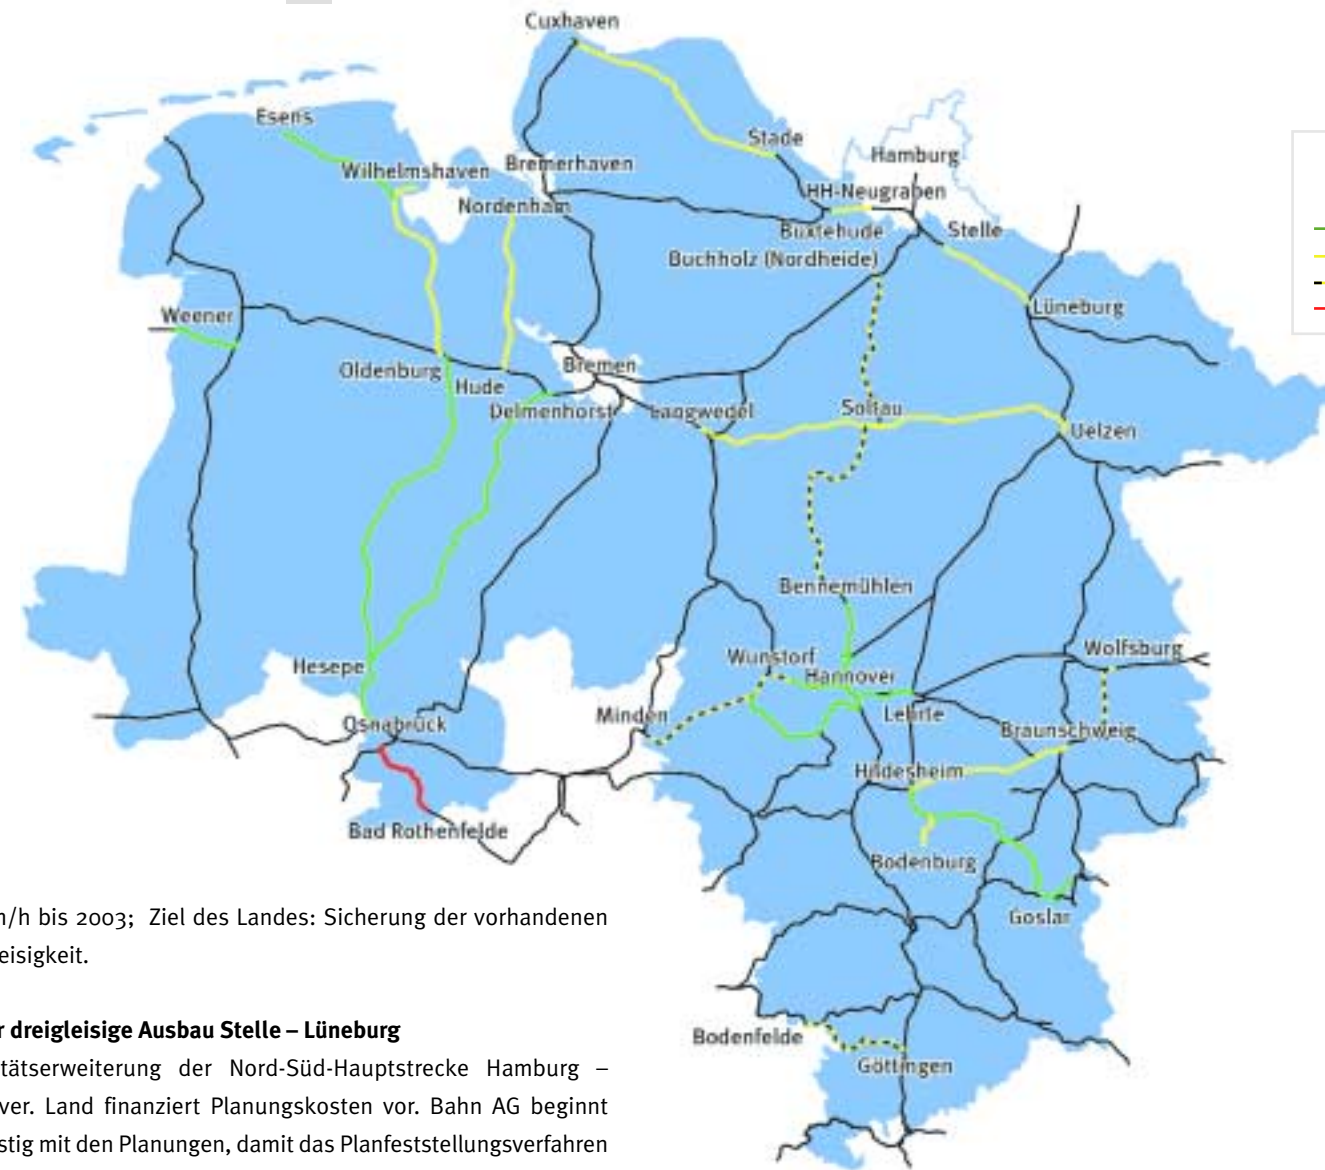 Cuxhaven
Esens
Stade
Hamburg
Wilhelmshaven
Bremerhaven
HH-Neugraben
Nordenham
Buxtehude
Stelle
Buchholz (Nordheide)
Weener
Lüneburg
Oldenburg
Hude
Bremen
Delmenhorst
Langwedel
Soltau
Uelzen
Bennemühlen
Hesepe
Wunstorf
Hannover
Wolfsburg
Osnabrück
Minden
Lehrte
Braunschweig
Hildesheim
Bad Rothenfelde
Bodenburg
Goslar
Bodenfelde
Göttingen
n/h bis 2003; Ziel des Landes: Sicherung der vorhandenen
eisigkeit.
r dreigleisige Ausbau Stelle – Lüneburg
tätserweiterung der Nord-Süd-Hauptstrecke Hamburg –
ver. Land finanziert Planungskosten vor. Bahn AG beginnt
stig mit den Planungen, damit das Planfeststellungsverfahren